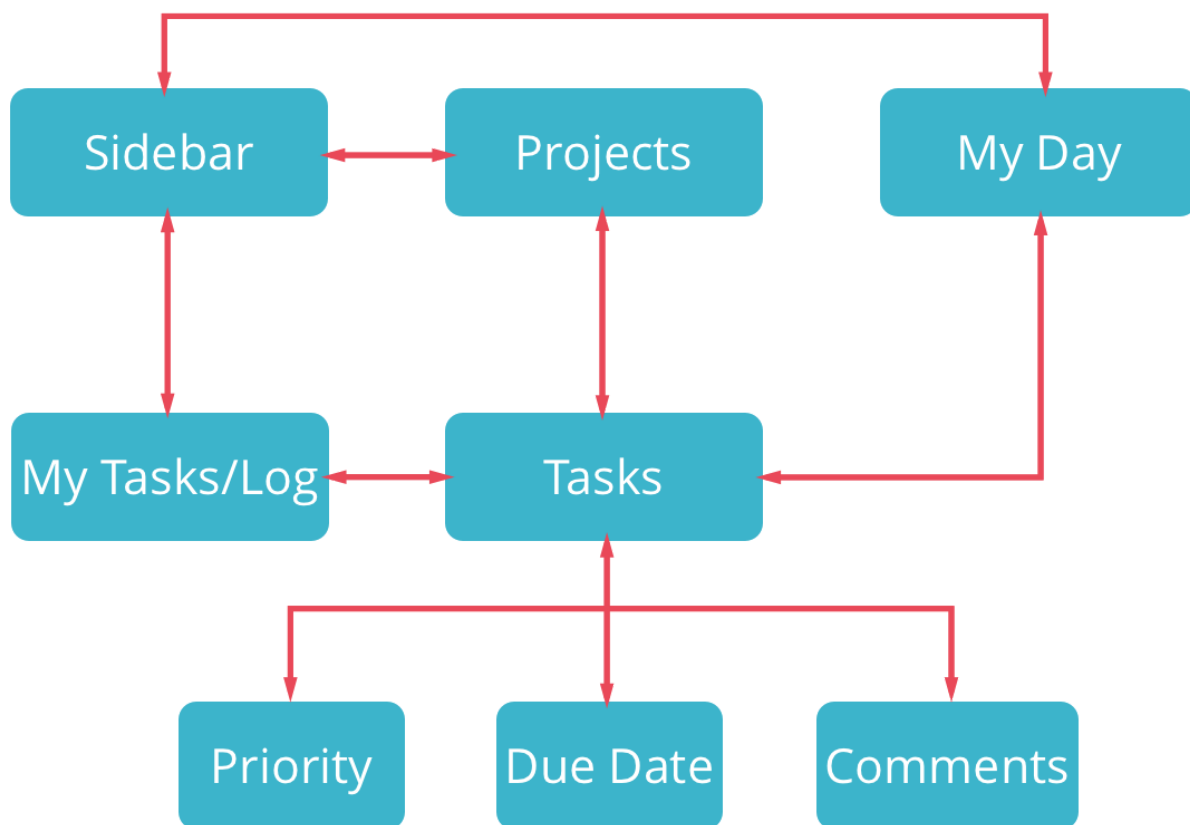 Sidebar
Projects
My Day
My Tasks/Log
Tasks
Priority
Due Date
Comments